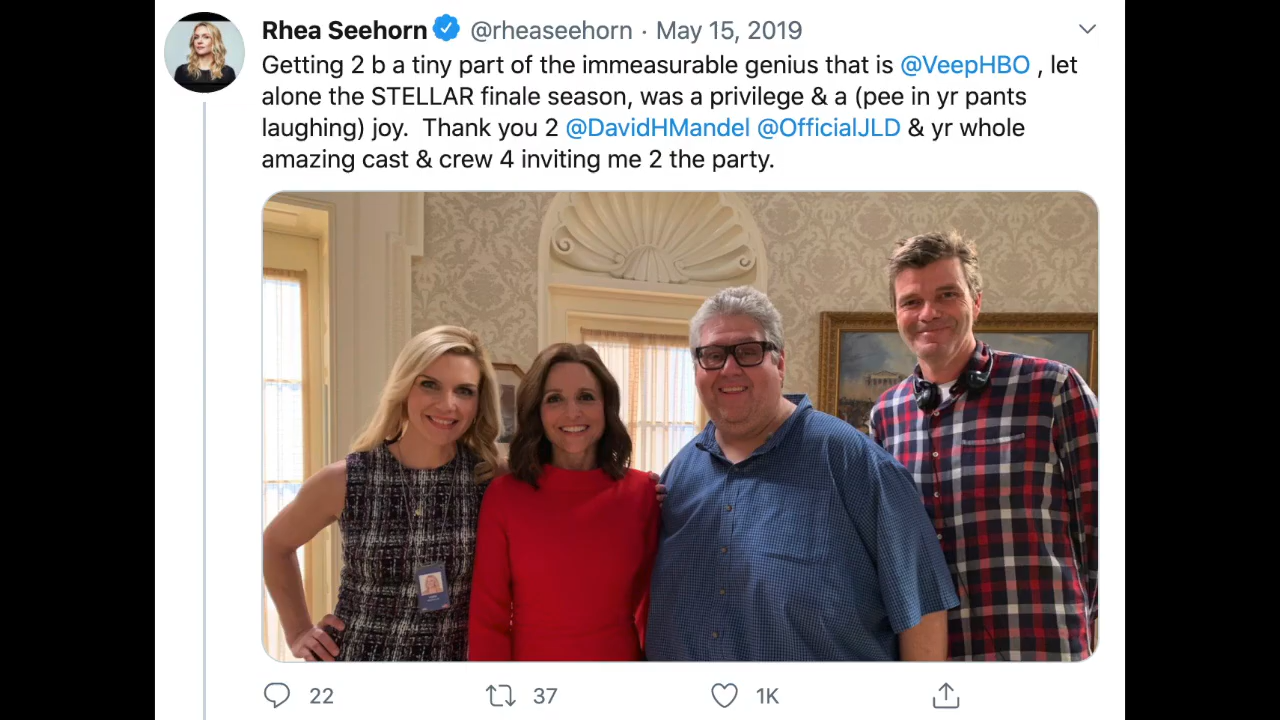 Rhea Seehorn @rheaseehorn · May 15, 2019
Getting 2 b a tiny part of the immeasurable genius that is @VeepHBO , let
alone the STELLAR finale season, was a privilege & a (pee in yr pants
laughing) joy.  Thank you 2 @DavidHMandel @OfficialJLD & yr whole
amazing cast & crew 4 inviting me 2 the party.
22 37 1K